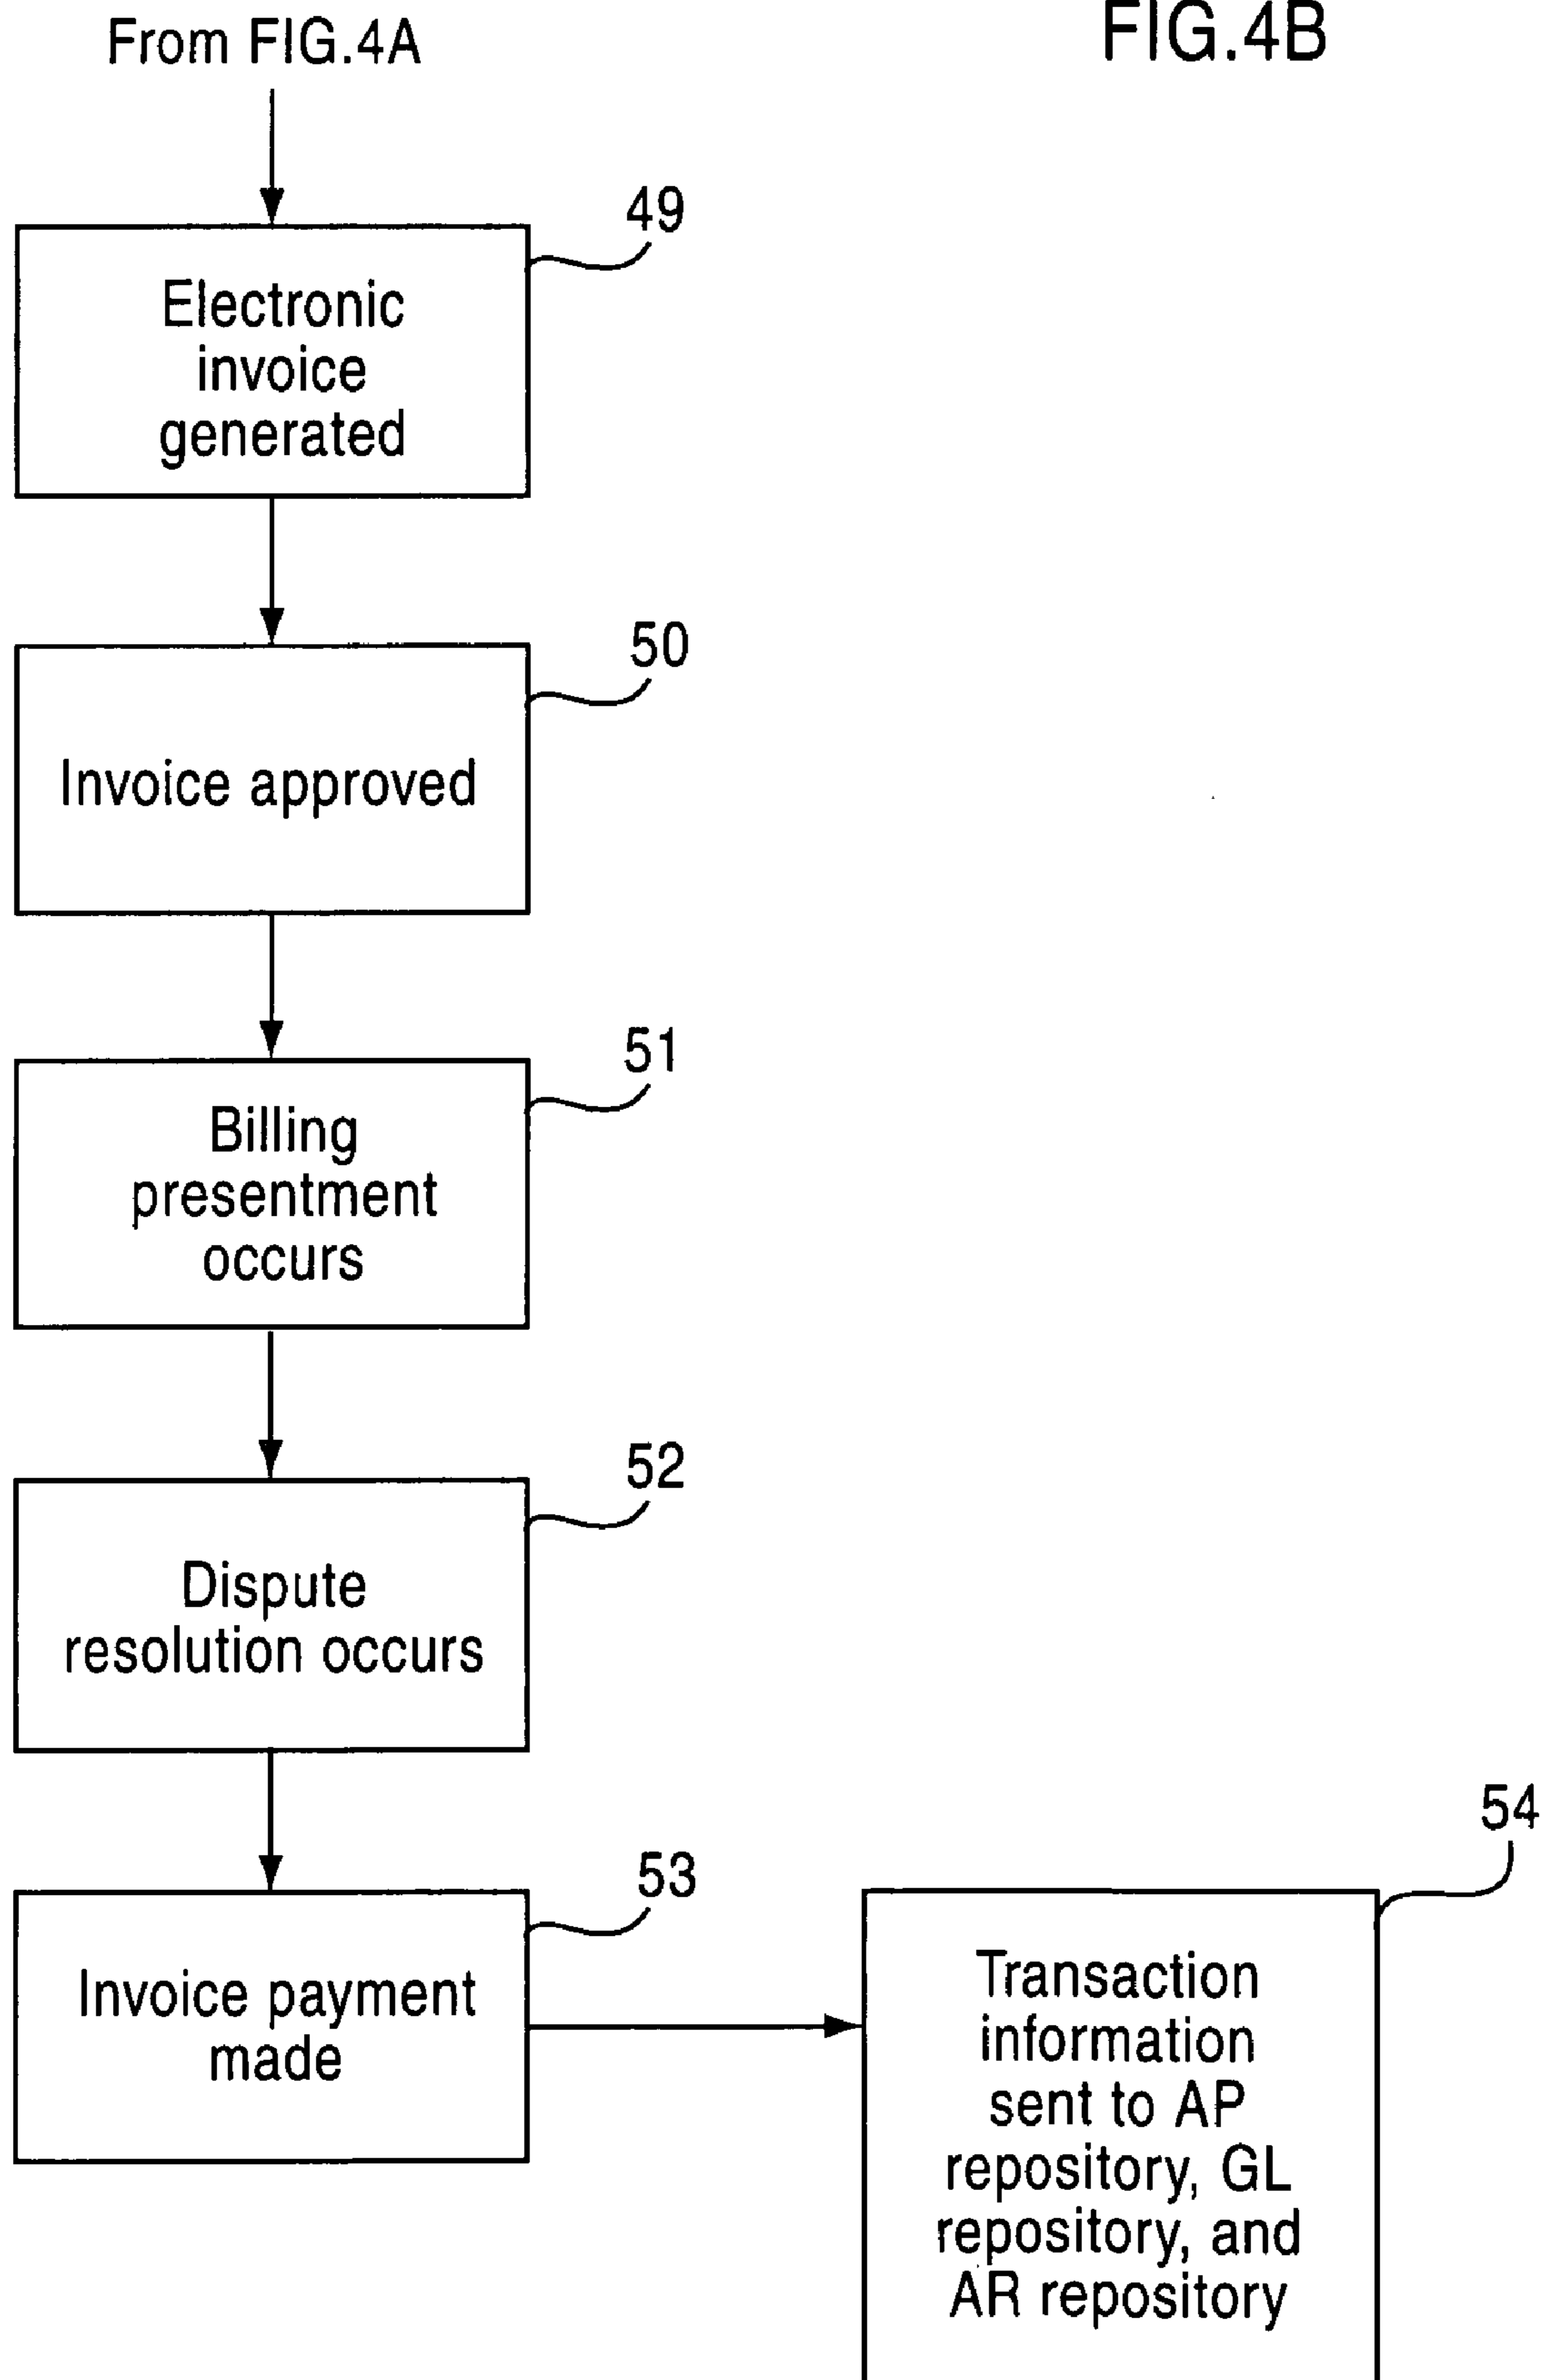 From FIG.4A
FIG.4B
49
Electronic
invoice
generated
50
Invoice approved
51
Billing
presentment
occurs
52
Dispute
resolution occurs
53
Invoice payment
made
54
Transaction
information
sent to AP
repository, GL
repository, and
AR repository